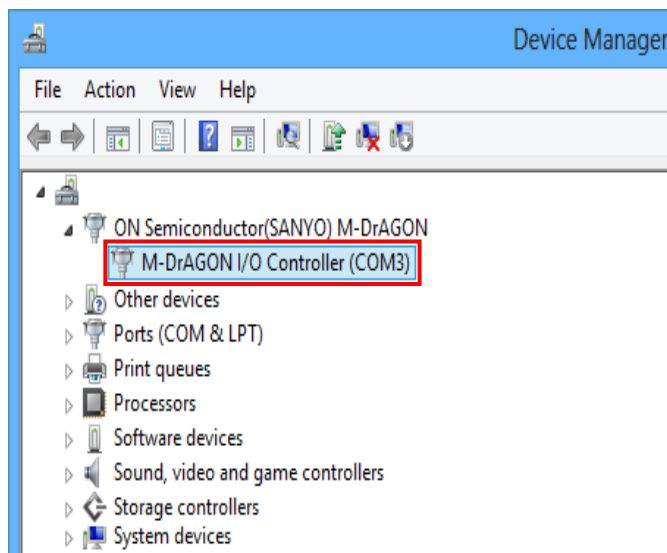 Device Manager
File Action View Help
ON Semiconductor(SANYO) M-DrAGON
M-DrAGON I/O Controller (COM3)
Other devices
Ports (COM & LPT)
Print queues
Processors
Software devices
Sound, video and game controllers
Storage controllers
System devices